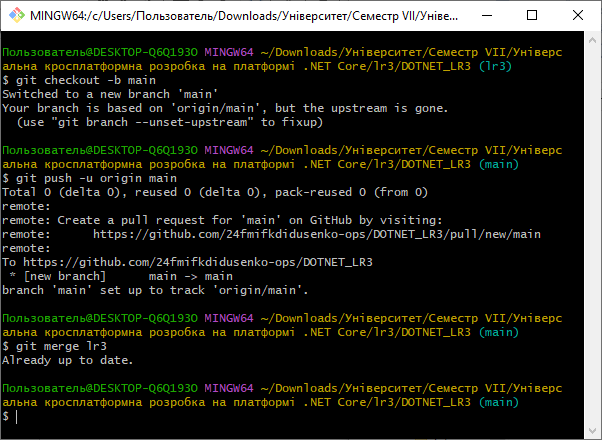 MINGW64:/c/Users/Пользователь/Downloads/Університет/Семестр VII/Уніве...
Пользователь@DESKTOP-Q6Q193O MINGW64 ~/Downloads/Університет/Семестр VII/Універс
альна кросплатформна розробка на платформі .NET Core/lr3/DOTNET_LR3 (lr3)
$ git checkout -b main
Switched to a new branch 'main'
Your branch is based on 'origin/main', but the upstream is gone.
  (use "git branch --unset-upstream" to fixup)
Пользователь@DESKTOP-Q6Q193O MINGW64 ~/Downloads/Університет/Семестр VII/Універс
альна кросплатформна розробка на платформі .NET Core/lr3/DOTNET_LR3 (main)
$ git push -u origin main
Total 0 (delta 0), reused 0 (delta 0), pack-reused 0 (from 0)
remote:
remote: Create a pull request for 'main' on GitHub by visiting:
remote:      https://github.com/24fmifkdidusenko-ops/DOTNET_LR3/pull/new/main
remote:
To https://github.com/24fmifkdidusenko-ops/DOTNET_LR3
 * [new branch]      main -> main
branch 'main' set up to track 'origin/main'.
Пользователь@DESKTOP-Q6Q193O MINGW64 ~/Downloads/Університет/Семестр VII/Універс
альна кросплатформна розробка на платформі .NET Core/lr3/DOTNET_LR3 (main)
$ git merge lr3
Already up to date.
Пользователь@DESKTOP-Q6Q193O MINGW64 ~/Downloads/Університет/Семестр VII/Універс
альна кросплатформна розробка на платформі .NET Core/lr3/DOTNET_LR3 (main)
$